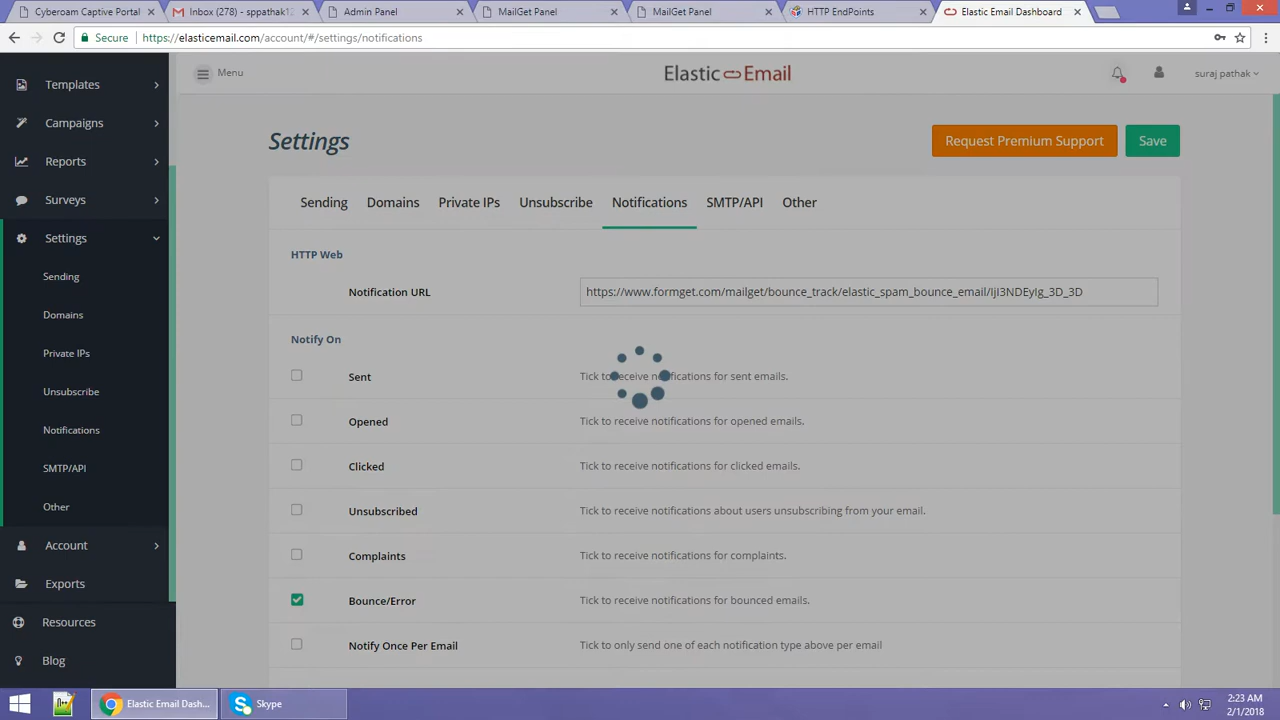 Cyberoam Captive Portal
Inbox (278) - sppathak12
Admin Panel
MailGet Panel
MailGet Panel
HTTP EndPoints
Elastic Email Dashboard
Secure
https://elasticemail.com/account/#/settings/notifications
Templates
Campaigns
Reports
Surveys
Settings
Sending
Domains
Private IPs
Unsubscribe
Notifications
SMTP/API
Other
Account
Exports
Resources
Blog
Menu
Elastic Email
suraj pathak
Settings
Request Premium Support
Save
Sending
Domains
Private IPs
Unsubscribe
Notifications
SMTP/API
Other
HTTP Web
Notification URL
https://www.formget.com/mailget/bounce_track/elastic_spam_bounce_email/IjI3NDEyIg_3D_3D
Notify On
Sent
Tick to receive notifications for sent emails.
Opened
Tick to receive notifications for opened emails.
Clicked
Tick to receive notifications for clicked emails.
Unsubscribed
Tick to receive notifications about users unsubscribing from your email.
Complaints
Tick to receive notifications for complaints.
Bounce/Error
Tick to receive notifications for bounced emails.
Notify Once Per Email
Tick to only send one of each notification type above per email
Elastic Email Dash...
Skype
2:23 AM
2/1/2018